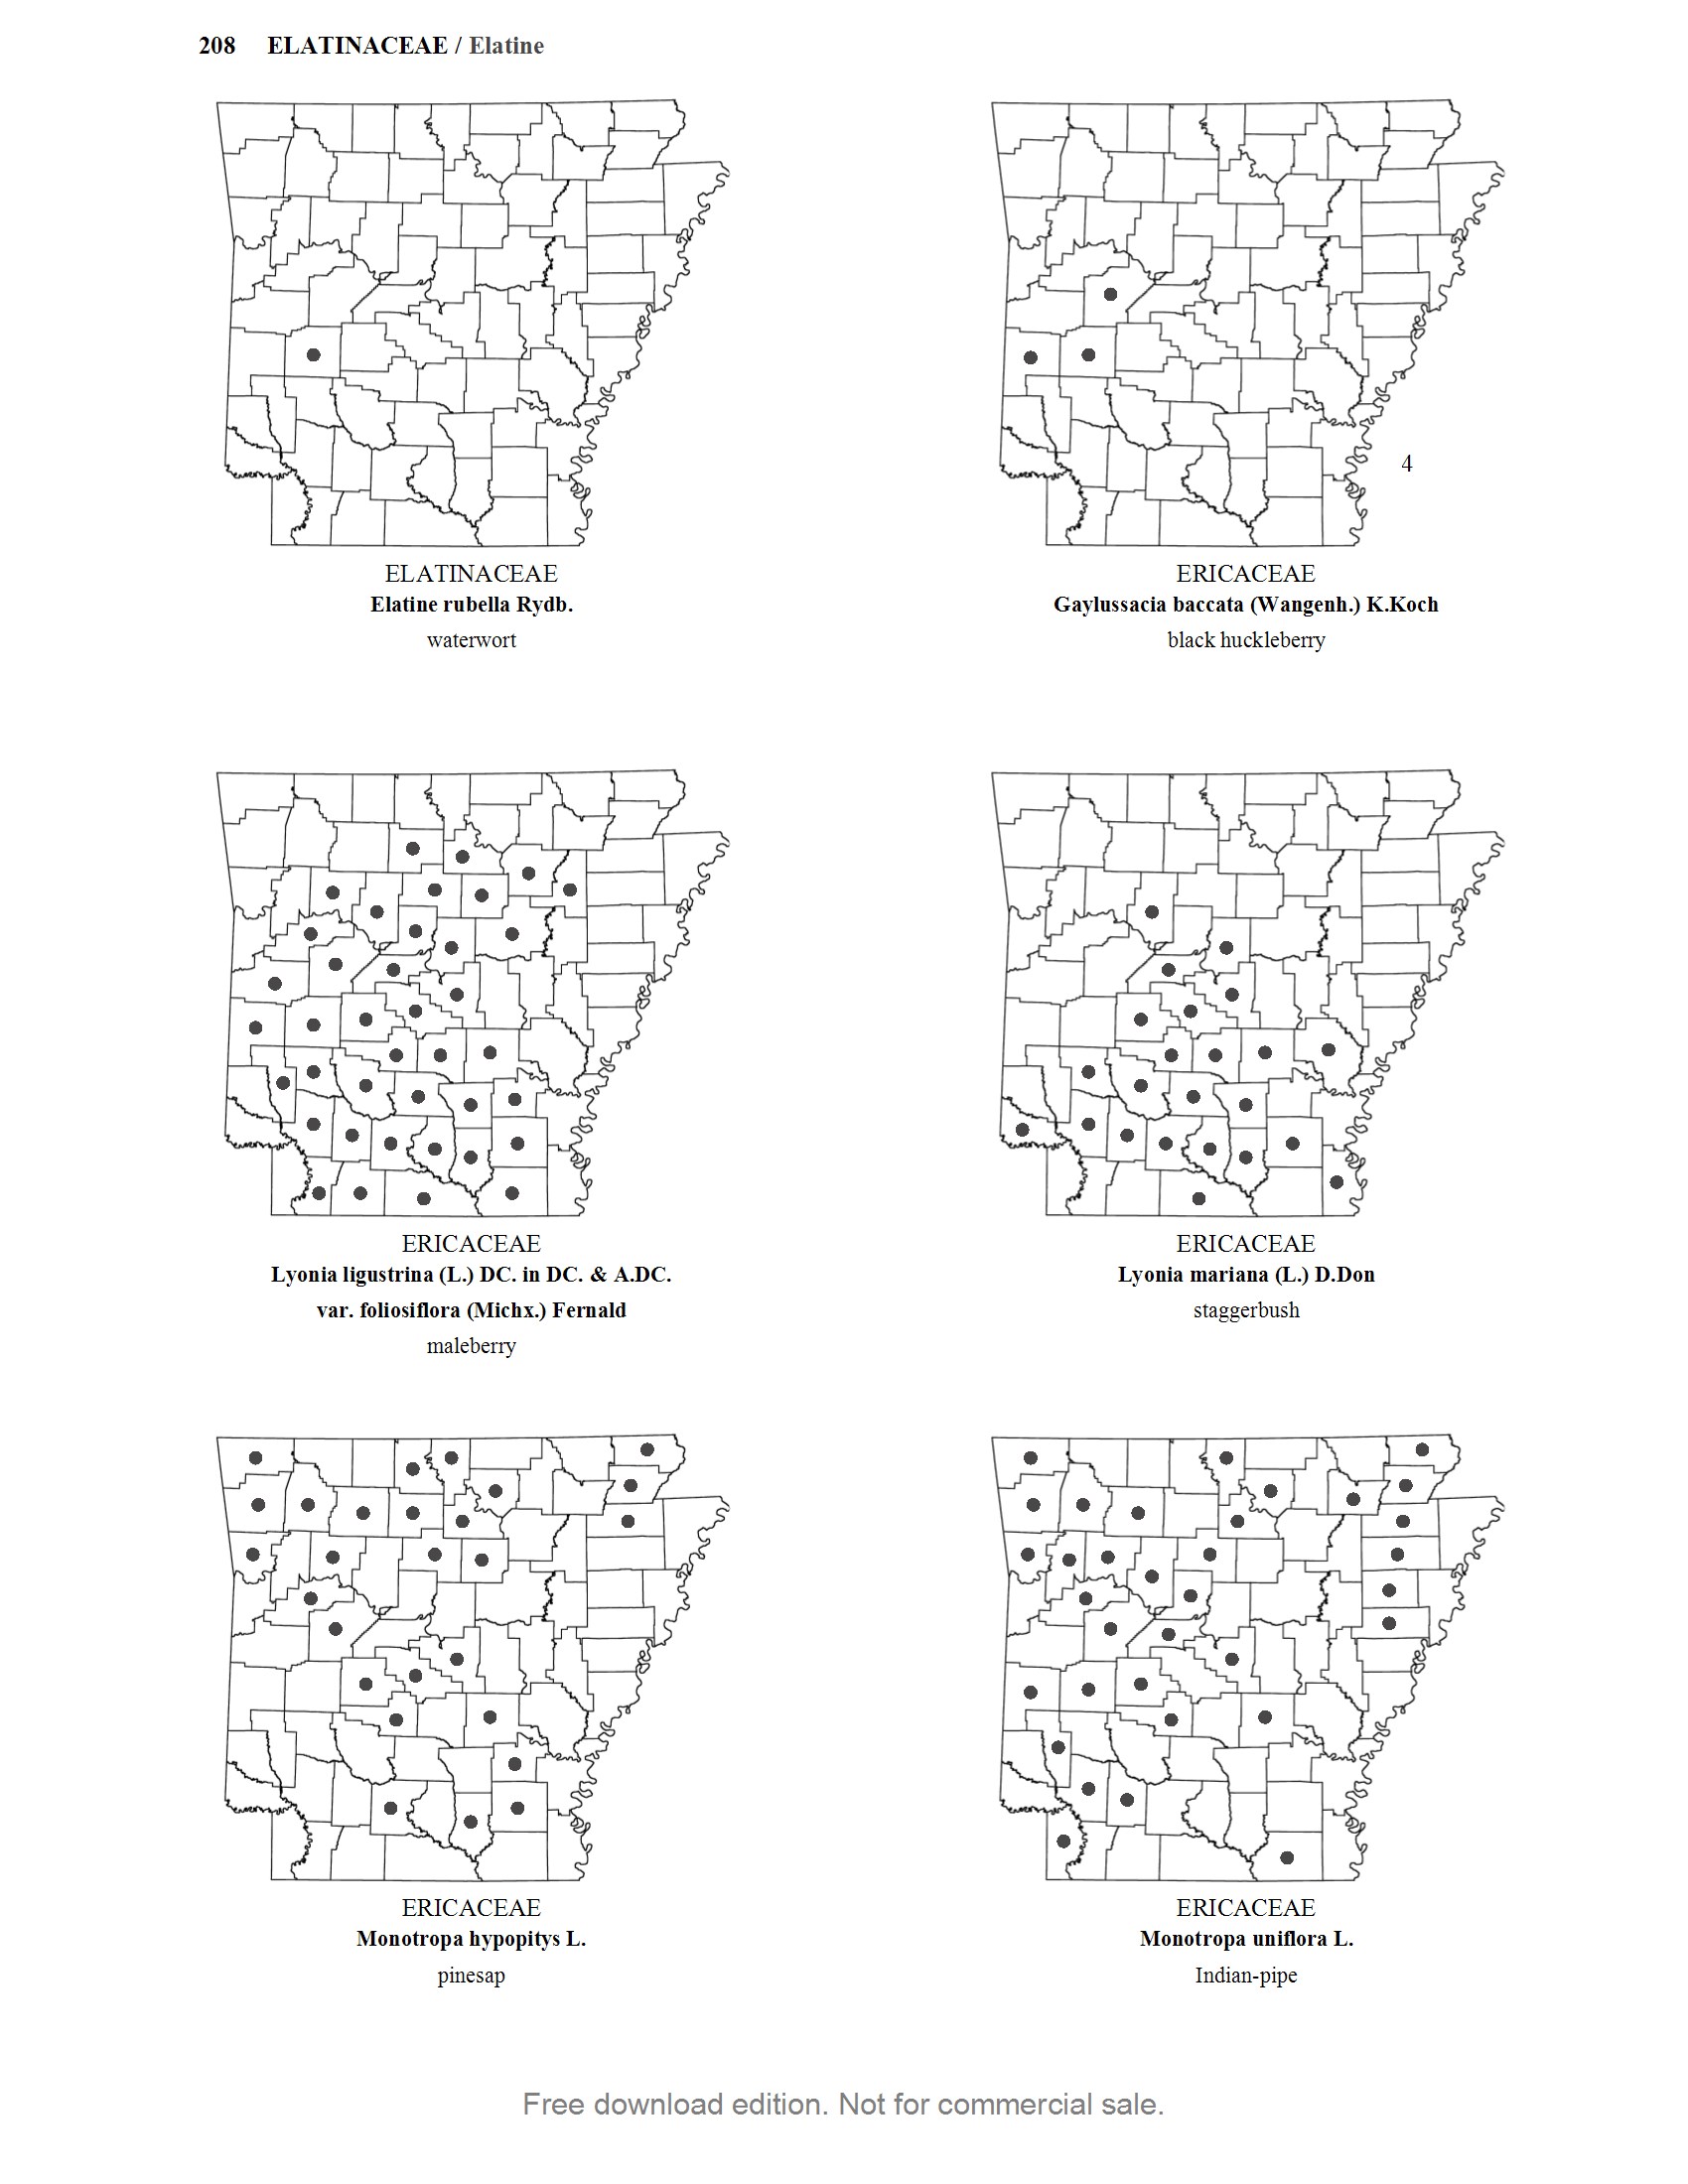 208 ELATINACEAE / Elatine
ELATINACEAE
Elatine rubella Rydb.
waterwort
4
ERICACEAE
Gaylussacia baccata (Wangenh.) K.Koch
black huckleberry
ERICACEAE
Lyonia ligustrina (L.) DC. in DC. & A.DC.
var. foliosiflora (Michx.) Fernald
maleberry
ERICACEAE
Lyonia mariana (L.) D.Don
staggerbush
ERICACEAE
Monotropa hypopitys L.
pinesap
ERICACEAE
Monotropa uniflora L.
Indian-pipe
Free download edition. Not for commercial sale.